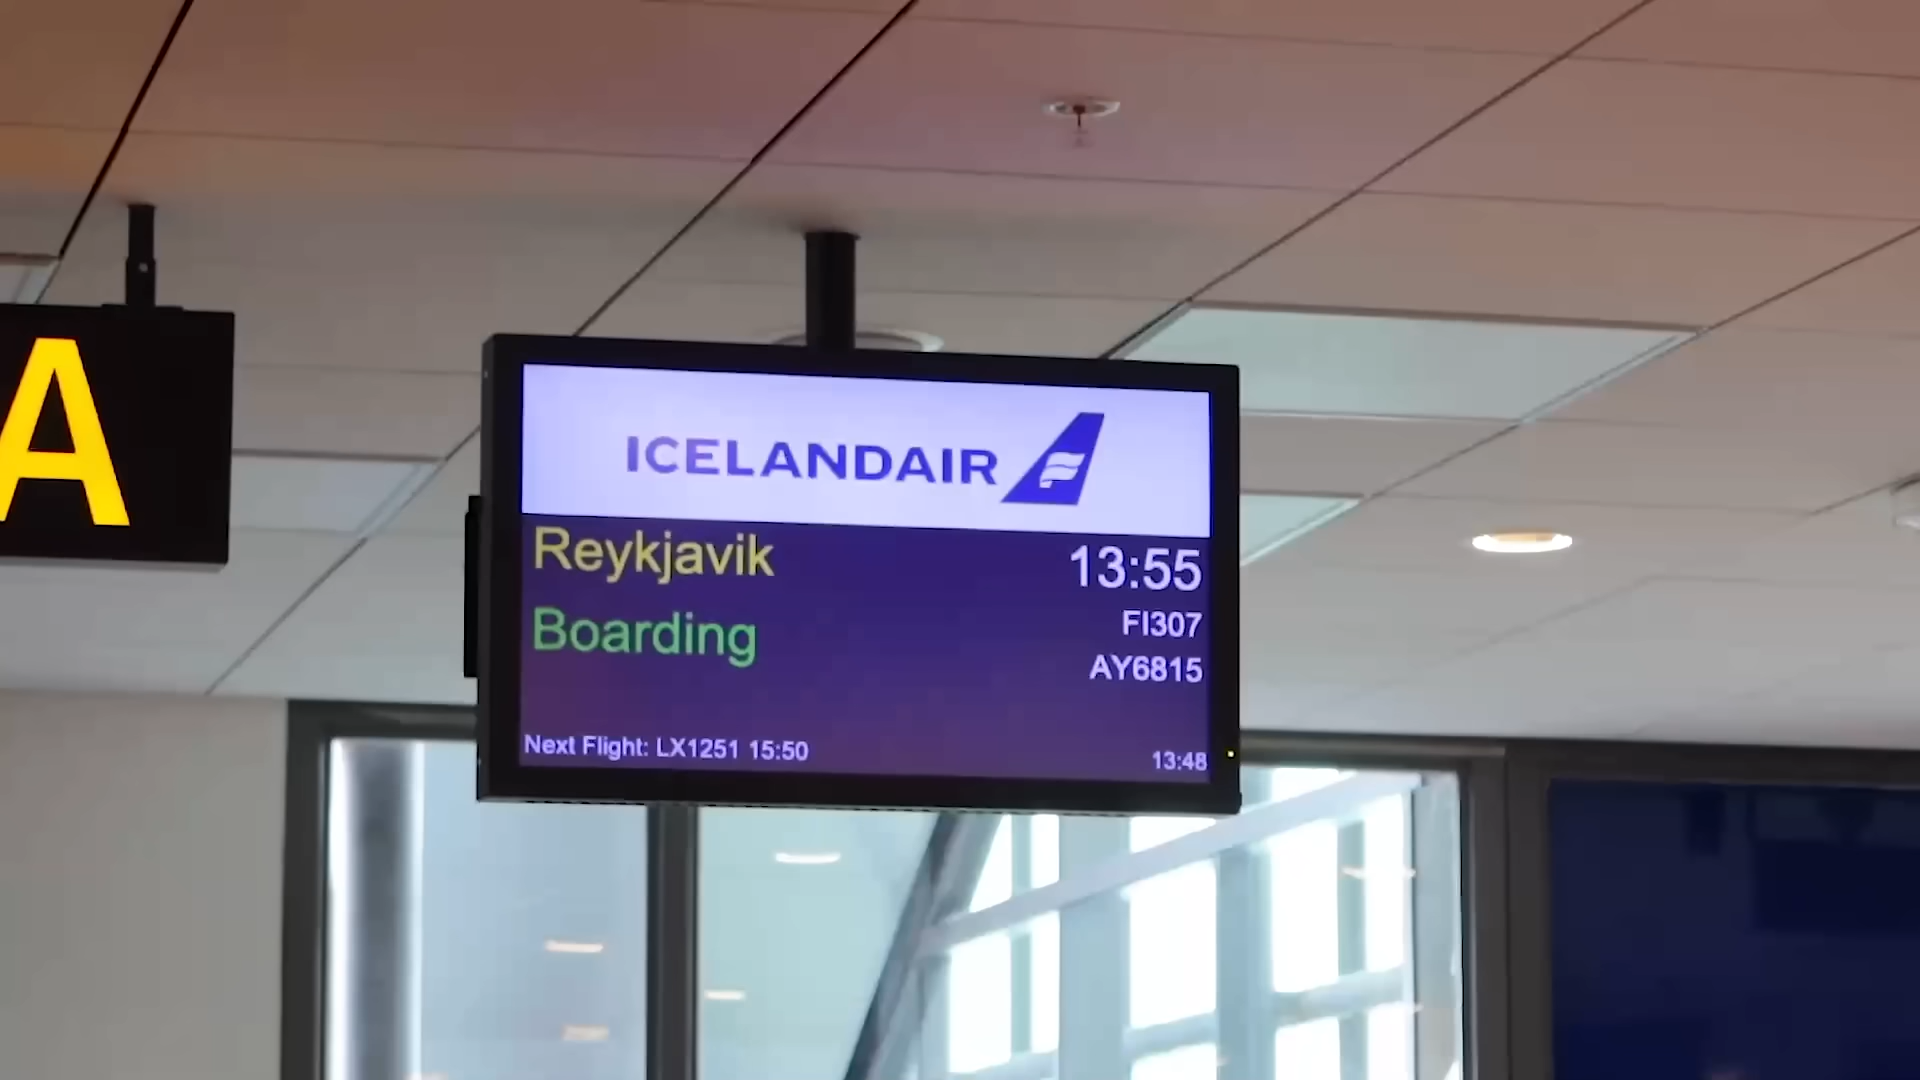 A
ICELANDAIR
Reykjavik 13:55
FI307
Boarding
AY6815
Next Flight: LX1251 15:50 13:48